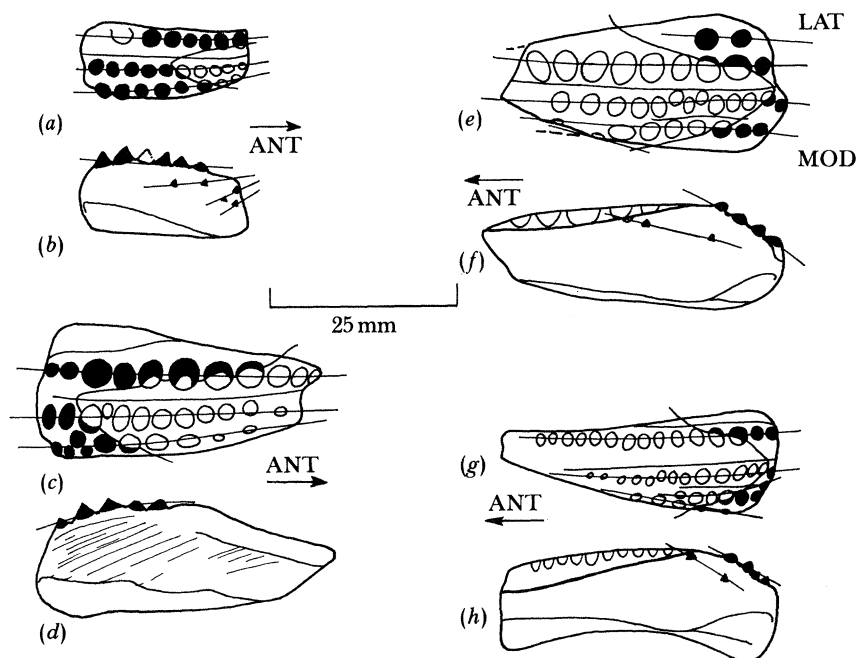 (a)
ANT
(b)
LAT
(e)
MOD
ANT
(f)
25 mm
(c)
ANT
(d)
(g)
ANT
(h)